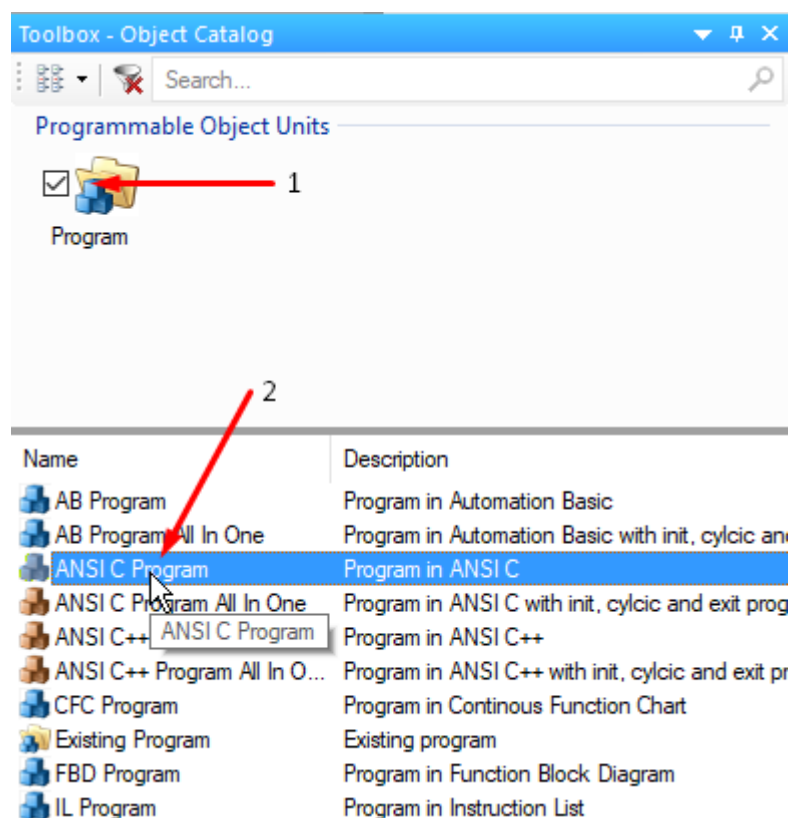 Toolbox - Object Catalog
Search...
Programmable Object Units
1
Program
2
Name Description
AB Program Program in Automation Basic
AB Program All In One Program in Automation Basic with init, cylcic an
ANSI C Program Program in ANSI C
ANSI C Program All In One Program in ANSI C with init, cylcic and exit prog
ANSI C++ ANSI C Program Program in ANSI C++
ANSI C++ Program All In O... Program in ANSI C++ with init, cylcic and exit pr
CFC Program Program in Continous Function Chart
Existing Program Existing program
FBD Program Program in Function Block Diagram
IL Program Program in Instruction List